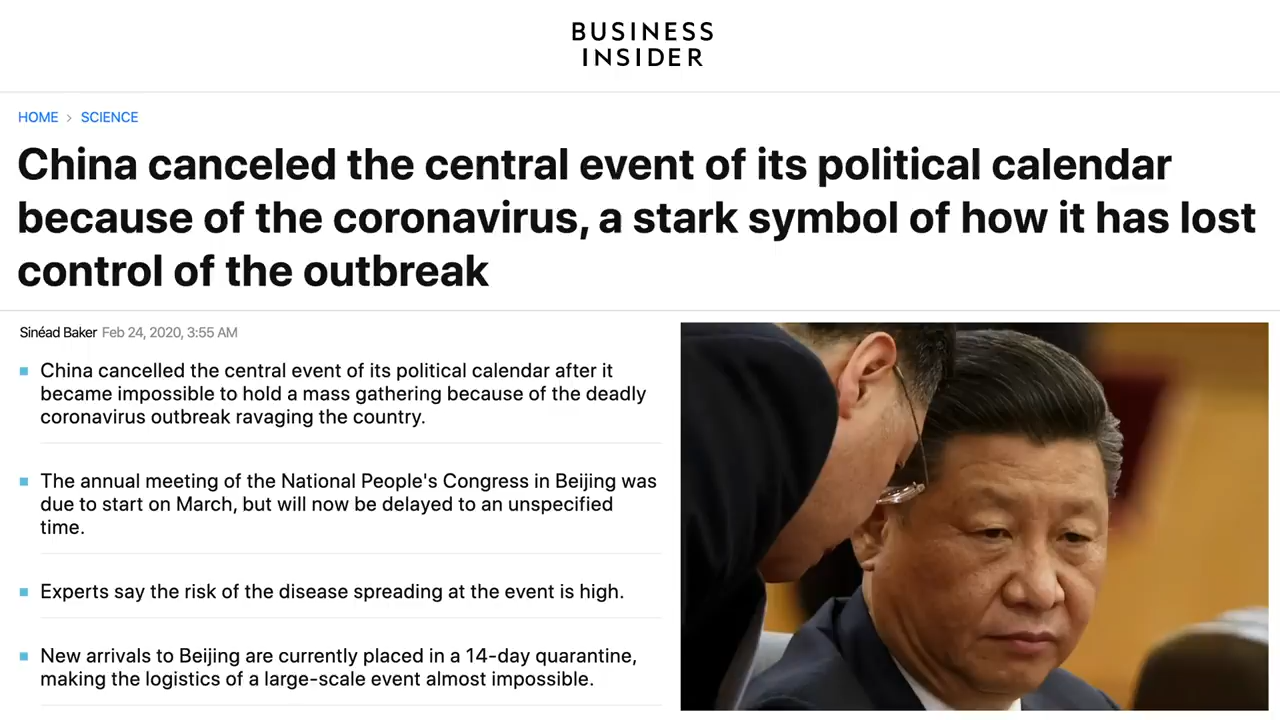 BUSINESS
INSIDER
HOME > SCIENCE
China canceled the central event of its political calendar
because of the coronavirus, a stark symbol of how it has lost
control of the outbreak
Sinéad Baker Feb 24, 2020, 3:55 AM
China cancelled the central event of its political calendar after it
became impossible to hold a mass gathering because of the deadly
coronavirus outbreak ravaging the country.
The annual meeting of the National People's Congress in Beijing was
due to start on March, but will now be delayed to an unspecified
time.
Experts say the risk of the disease spreading at the event is high.
New arrivals to Beijing are currently placed in a 14-day quarantine,
making the logistics of a large-scale event almost impossible.